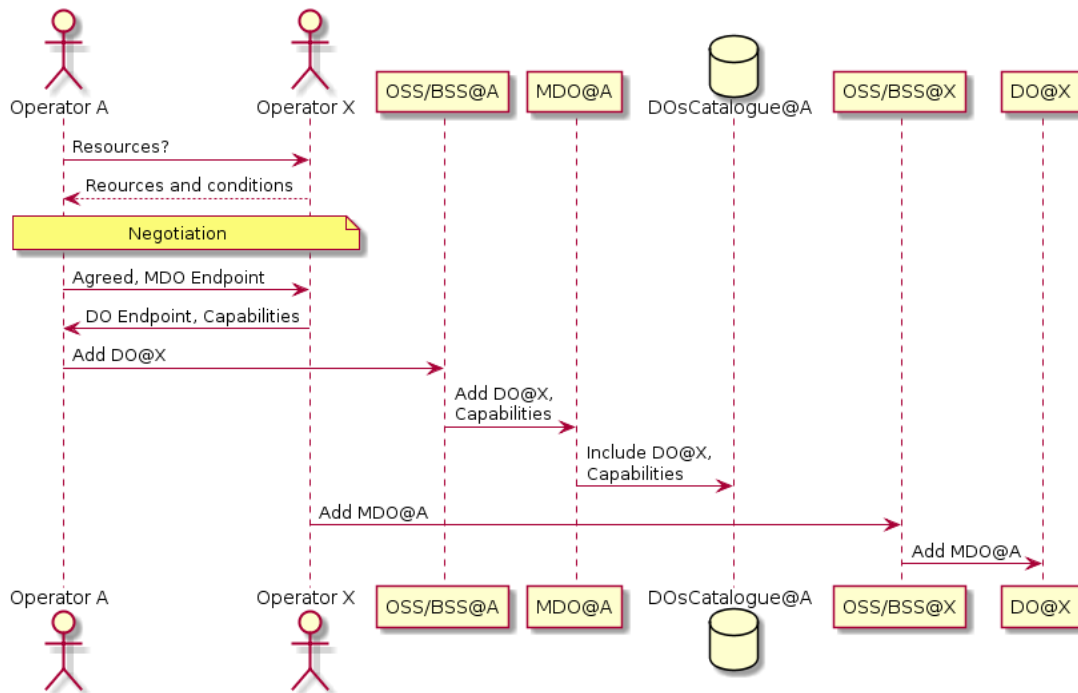 Operator A
Operator X
OSS/BSS@A
MDO@A
DOsCatalogue@A
OSS/BSS@X
DO@X
Resources?
Reources and conditions
Negotiation
Agreed, MDO Endpoint
DO Endpoint, Capabilities
Add DO@X
Add DO@X,
Capabilities
Include DO@X,
Capabilities
Add MDO@A
Add MDO@A
Operator A
Operator X
OSS/BSS@A
MDO@A
DOsCatalogue@A
OSS/BSS@X
DO@X